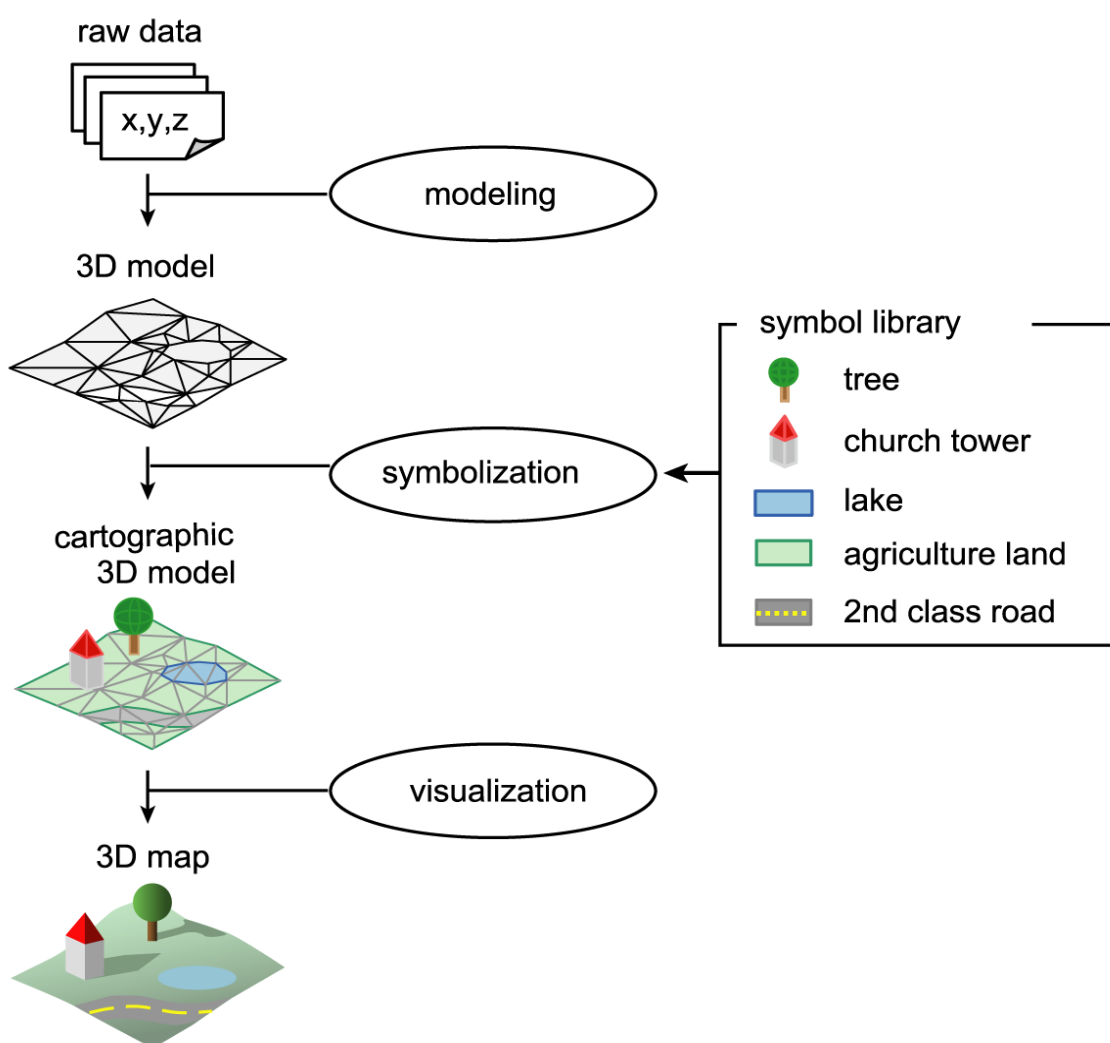 raw data
x,y,z
modeling
3D model
symbol library
tree
church tower
symbolization
lake
cartographic
3D model
agriculture land
2nd class road
visualization
3D map